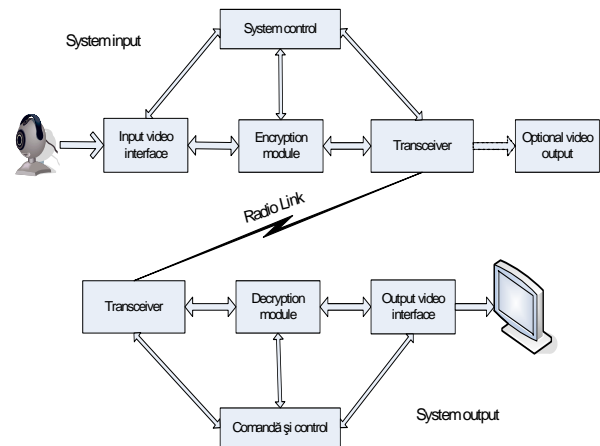 System input
System control
Input video
interface
Encryption
module
Transceiver
Optional video
output
Radio Link
Transceiver
Decryption
module
Output video
interface
Comandă şi control
System output